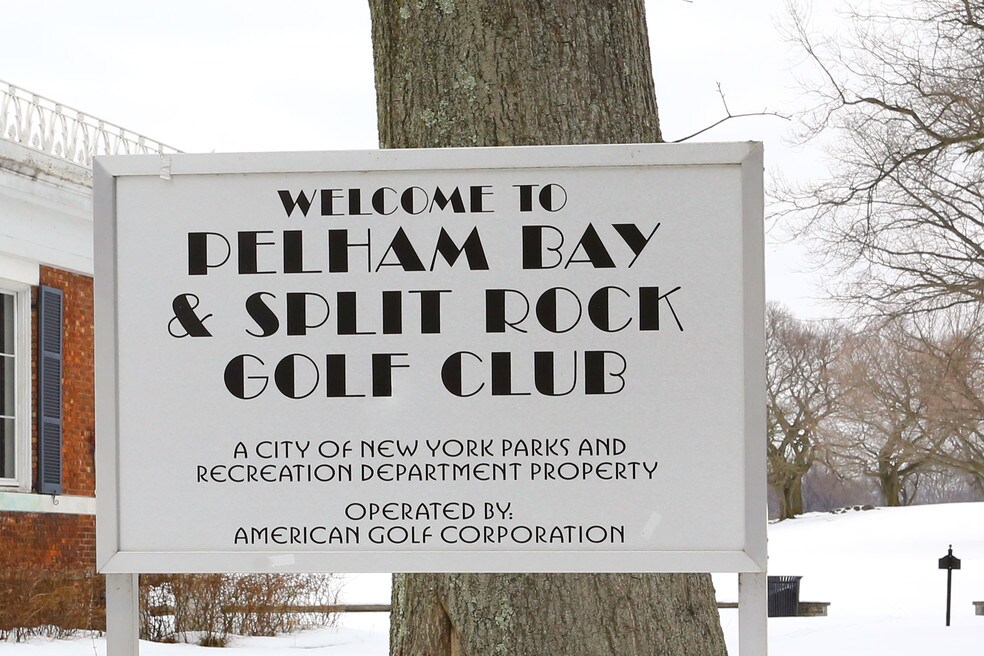 WELCOME TO
PELHAM BAY
& SPLIT ROCK
GOLF CLUB
A CITY OF NEW YORK PARKS AND
RECREATION DEPARTMENT PROPERTY
OPERATED BY:
AMERICAN GOLF CORPORATION